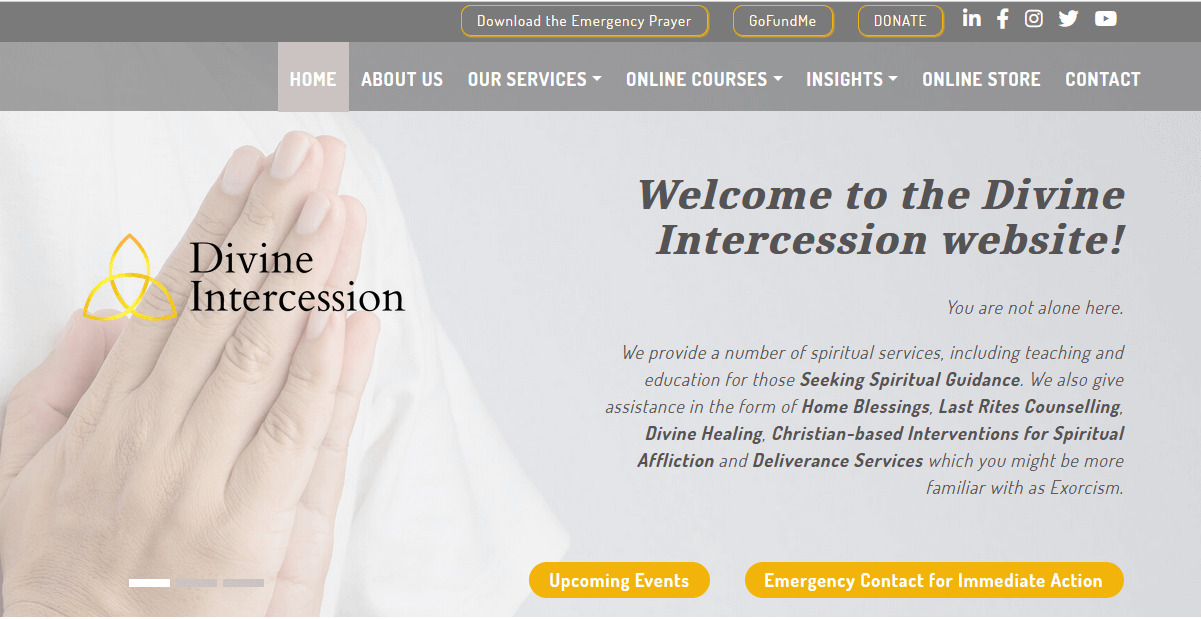 Download the Emergency Prayer
GoFundMe
DONATE
HOME
ABOUT US
OUR SERVICES
ONLINE COURSES
INSIGHTS
ONLINE STORE
CONTACT
Divine
Intercession
Welcome to the Divine
Intercession website!
You are not alone here.
We provide a number of spiritual services, including teaching and
education for those Seeking Spiritual Guidance. We also give
assistance in the form of Home Blessings, Last Rites Counselling,
Divine Healing, Christian-based Interventions for Spiritual
Affliction and Deliverance Services which you might be more
familiar with as Exorcism.
Upcoming Events
Emergency Contact for Immediate Action